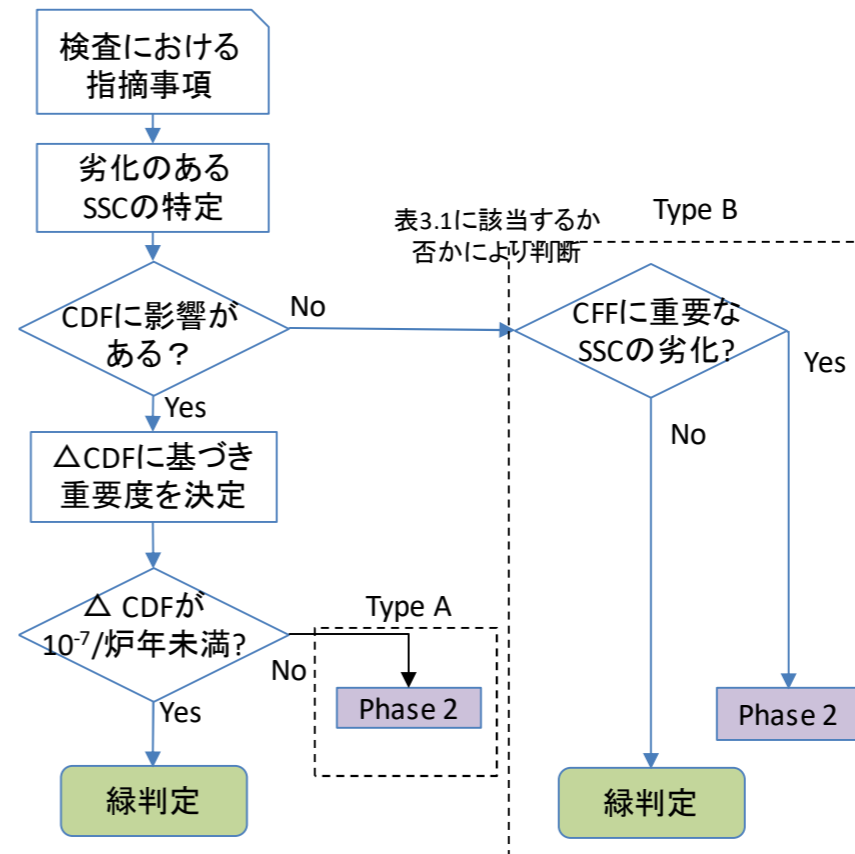 検査における
指摘事項
劣化のある
SSCの特定
表3.1に該当するか
否かにより判断
Type B
CDFに影響が
ある？
No
Yes
CFFに重要な
SSCの劣化?
Yes
No
△CDFに基づき
重要度を決定
△ CDFが
10⁻⁷/炉年未満?
No
Yes
Type A
Phase 2
Phase 2
緑判定
緑判定